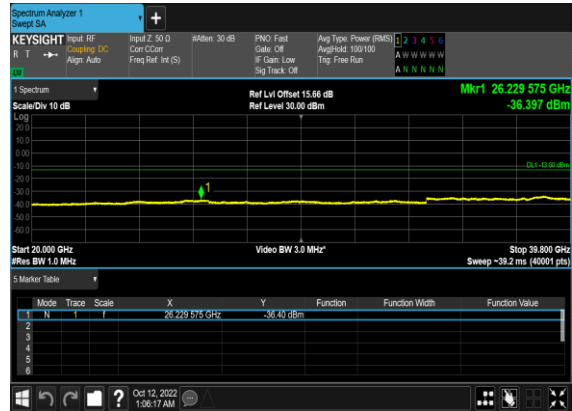 Spectrum Analyzer 1
Swept SA
+
KEYSIGHT Input: RF Input Z: 50 Ω #Atten: 30 dB PNO: Fast Avg Type: Power (RMS) 1 2 3 4 5 6
R T Coupling: DC Corr CCorr Gate: Off Avg|Hold: 100/100 A W W W W W
Align: Auto Freq Ref: Int (S) IF Gain: Low Trig: Free Run
Sig Track: Off A N N N N N
1 Spectrum Ref Lvl Offset 15.66 dB Mkr1 26.229 575 GHz
Scale/Div 10 dB Ref Level 30.00 dBm -36.397 dBm
Log
20.0
10.0
0.00
-10.0 DL1 -13.00 dBm
-20.0
-30.0 1
-40.0
-50.0
-60.0
Start 20.000 GHz Video BW 3.0 MHz* Stop 39.800 GHz
#Res BW 1.0 MHz Sweep ~39.2 ms (40001 pts)
5 Marker Table
Mode Trace Scale X Y Function Function Width Function Value
1 N 1 f 26.229 575 GHz -36.40 dBm
2
3
4
5
6
? Oct 12, 2022
1:06:17 AM